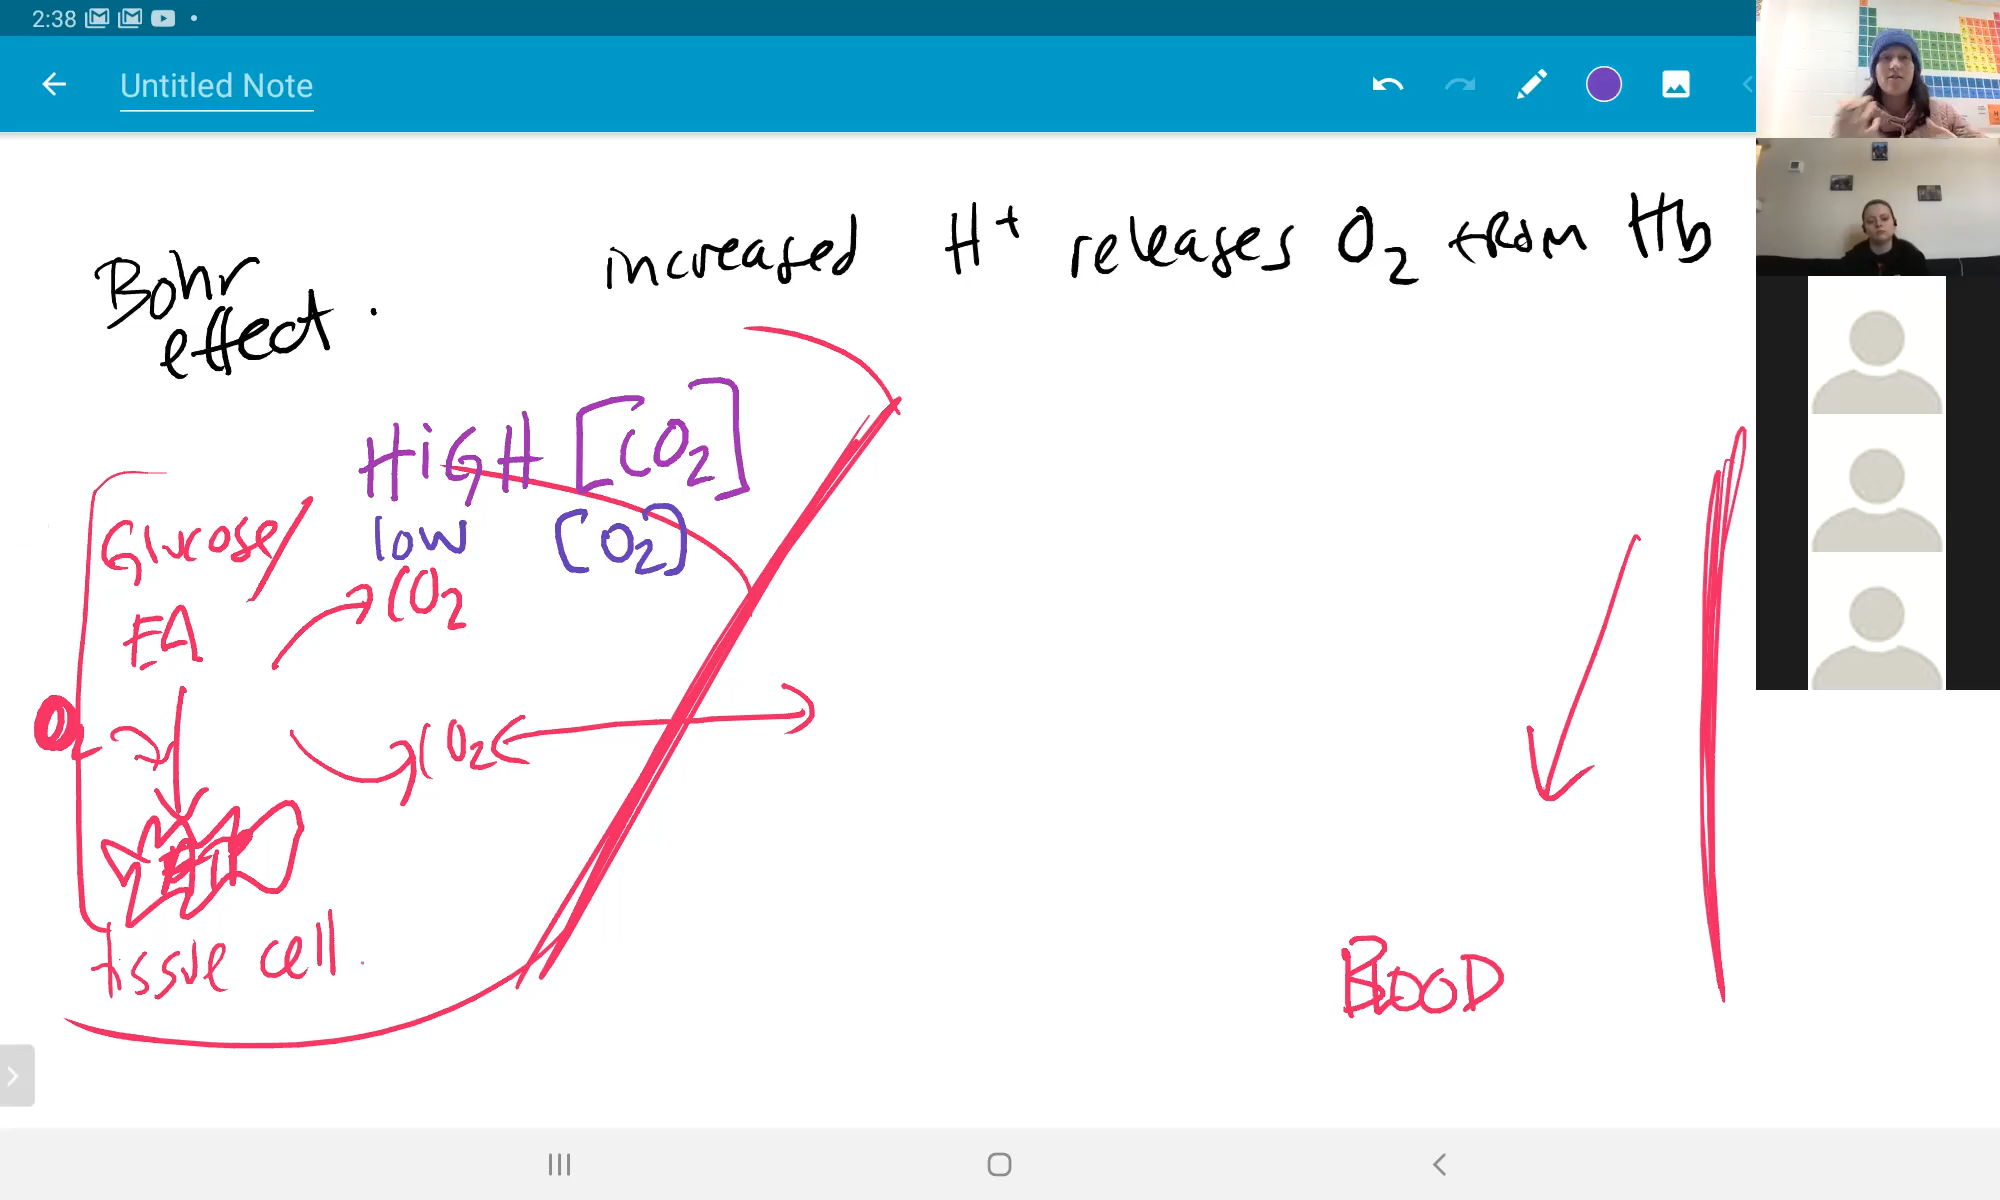 2:38
Untitled Note
Bohr effect.
increased H+ releases O2 from Hb
HiGH [CO2]
low [O2]
Glucose/
FA
CO2
O2
CO2
tissue cell.
BLOOD